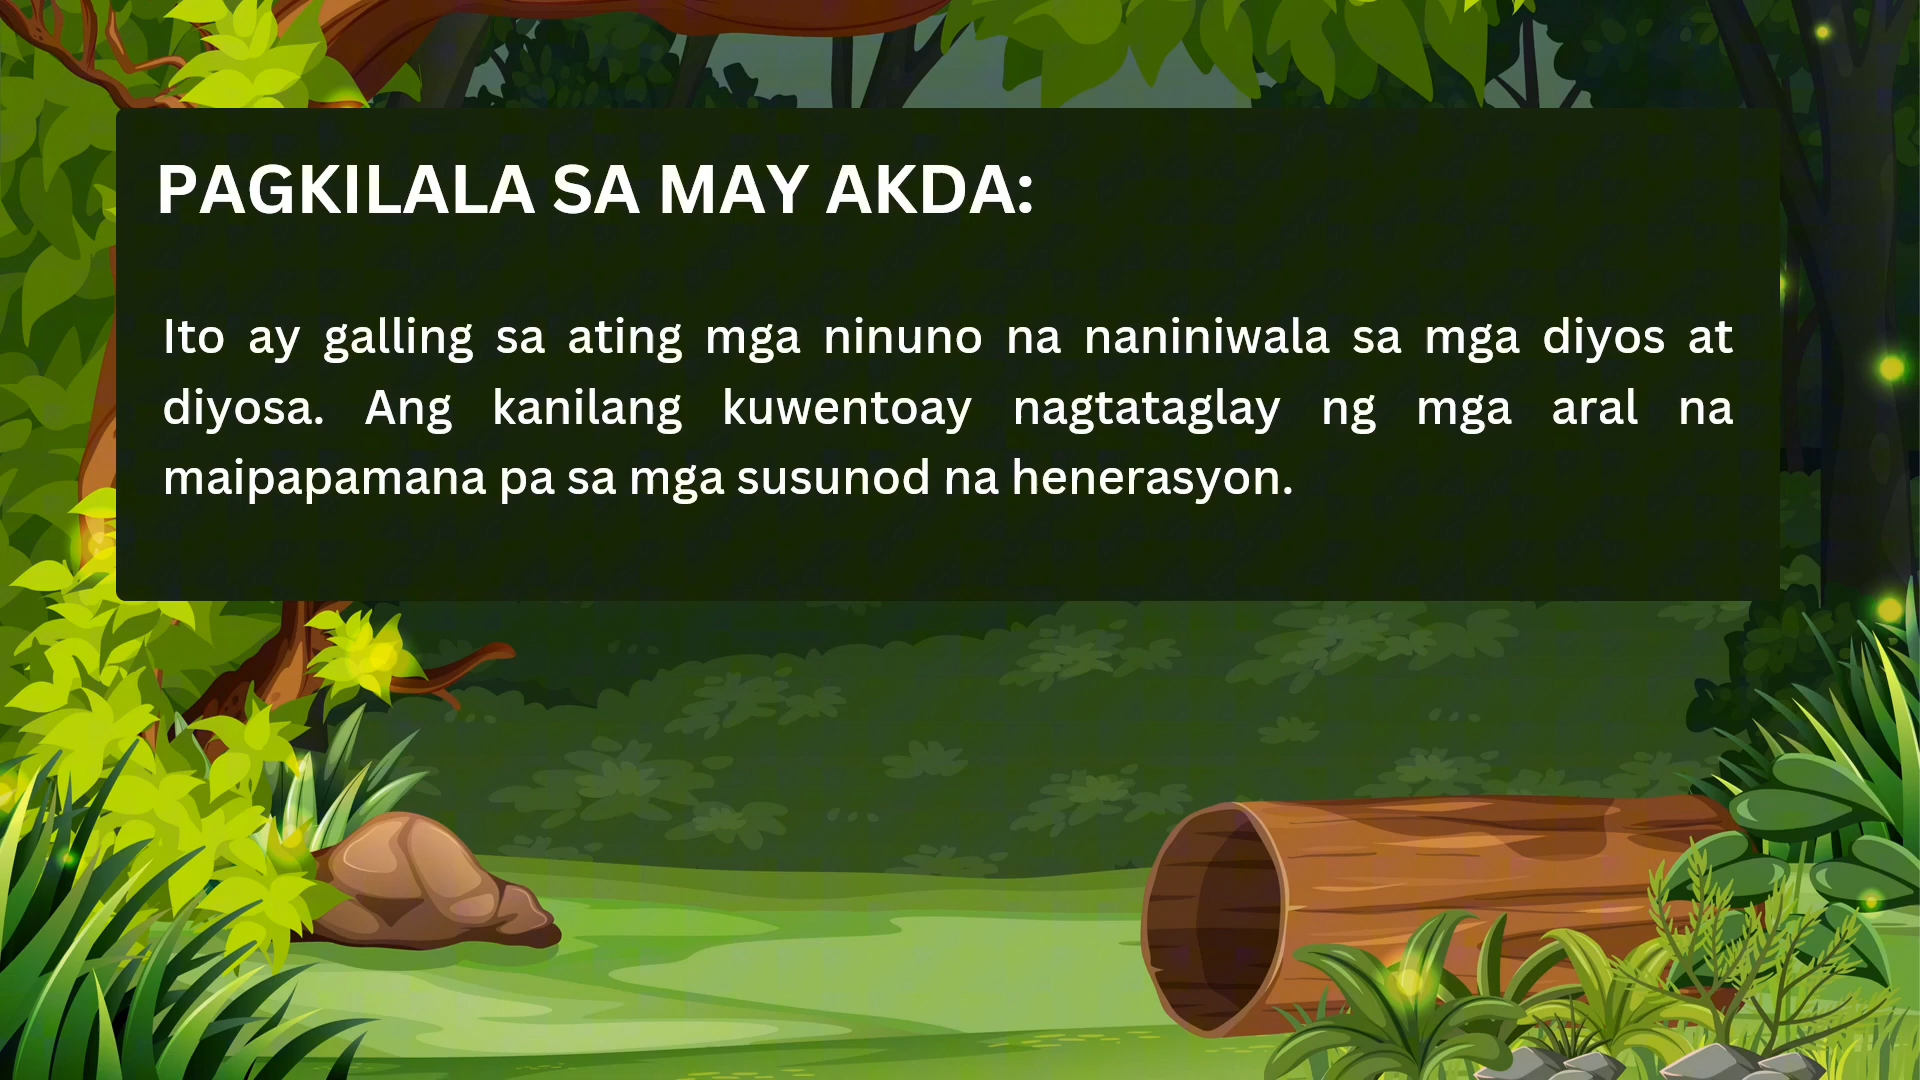 PAGKILALA SA MAY AKDA:
Ito ay galling sa ating mga ninuno na naniniwala sa mga diyos at
diyosa. Ang kanilang kuwentoay nagtataglay ng mga aral na
maipapamana pa sa mga susunod na henerasyon.